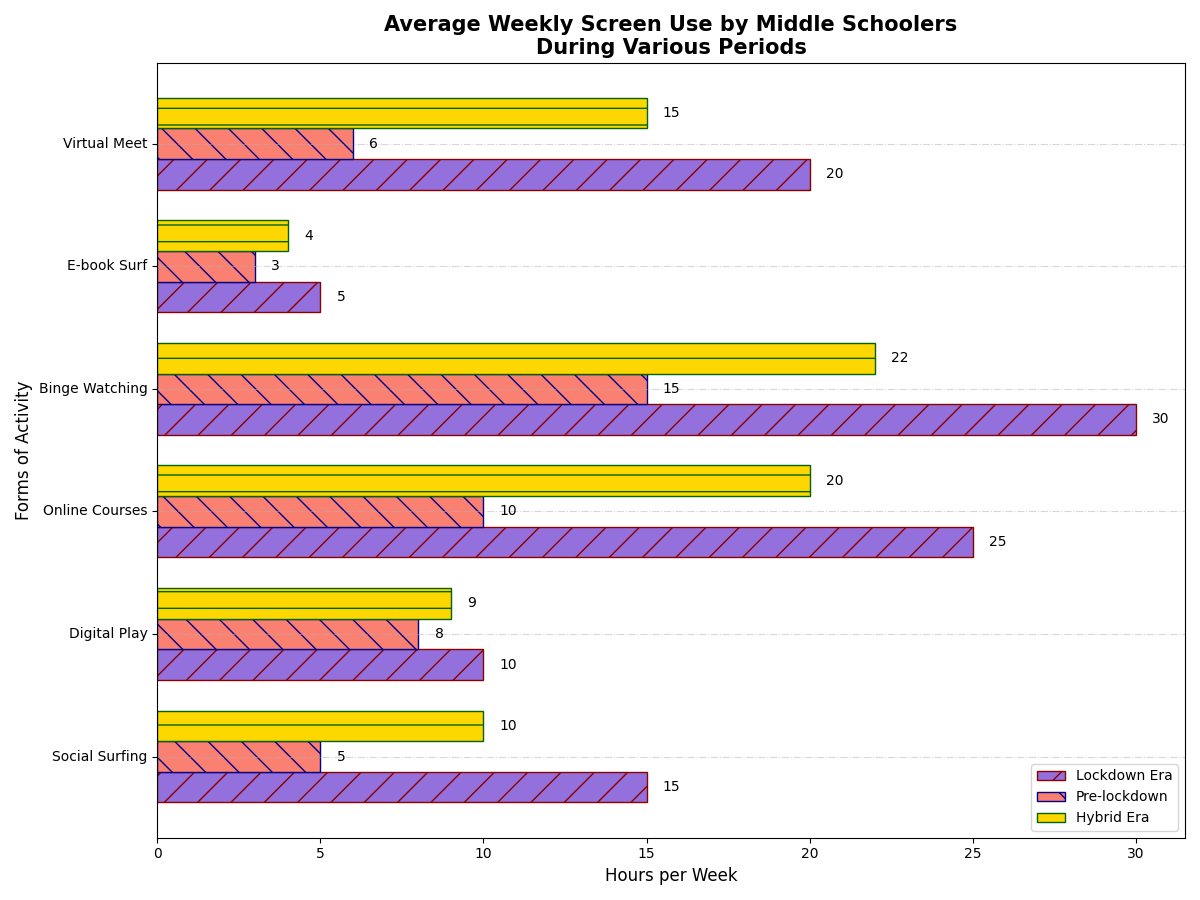 Average Weekly Screen Use by Middle Schoolers
During Various Periods
Forms of Activity
Virtual Meet
15
6
20
E-book Surf
4
3
5
Binge Watching
22
15
30
Online Courses
20
10
25
Digital Play
9
8
10
Social Surfing
10
5
15
Lockdown Era
Pre-lockdown
Hybrid Era
0 5 10 15 20 25 30
Hours per Week